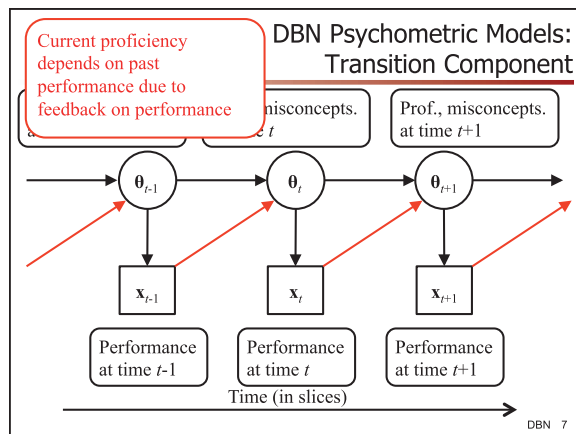 DBN Psychometric Models:
Transition Component
Current proficiency
depends on past
performance due to
feedback on performance
misconcepts.
t
Prof., misconcepts.
at time t+1
θt-1
θt
θt+1
xt-1
xt
xt+1
Performance
at time t-1
Performance
at time t
Performance
at time t+1
Time (in slices)
DBN 7